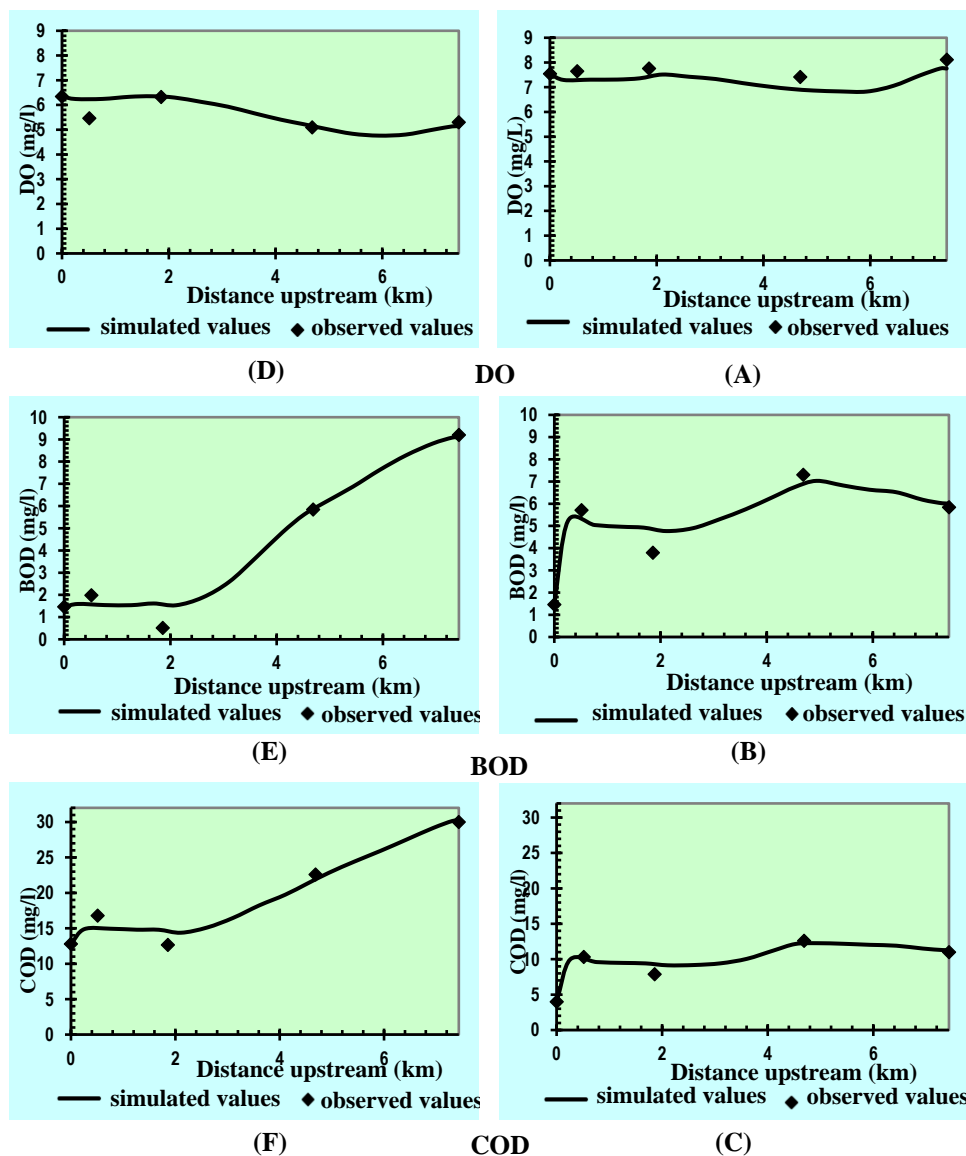 9
8
7
6
5
4
3
2
1
0
DO (mg/l)
0 2 4 6
Distance upstream (km)
simulated values observed values
(D)
9
8
7
6
5
4
3
2
1
0
DO (mg/L)
0 2 4 6
Distance upstream (km)
simulated values observed values
(A)
DO
10
9
8
7
6
5
4
3
2
1
0
BOD (mg/l)
0 2 4 6
Distance upstream (km)
simulated values observed values
(E)
10
9
8
7
6
5
4
3
2
1
0
BOD (mg/l)
0 2 4 6
Distance upstream (km)
simulated values observed values
(B)
BOD
30
25
20
15
10
5
0
COD (mg/l)
0 2 4 6
Distance upstream (km)
simulated values observed values
(F)
30
25
20
15
10
5
0
COD (mg/l)
0 2 4 6
Distance upstream (km)
simulated values observed values
(C)
COD